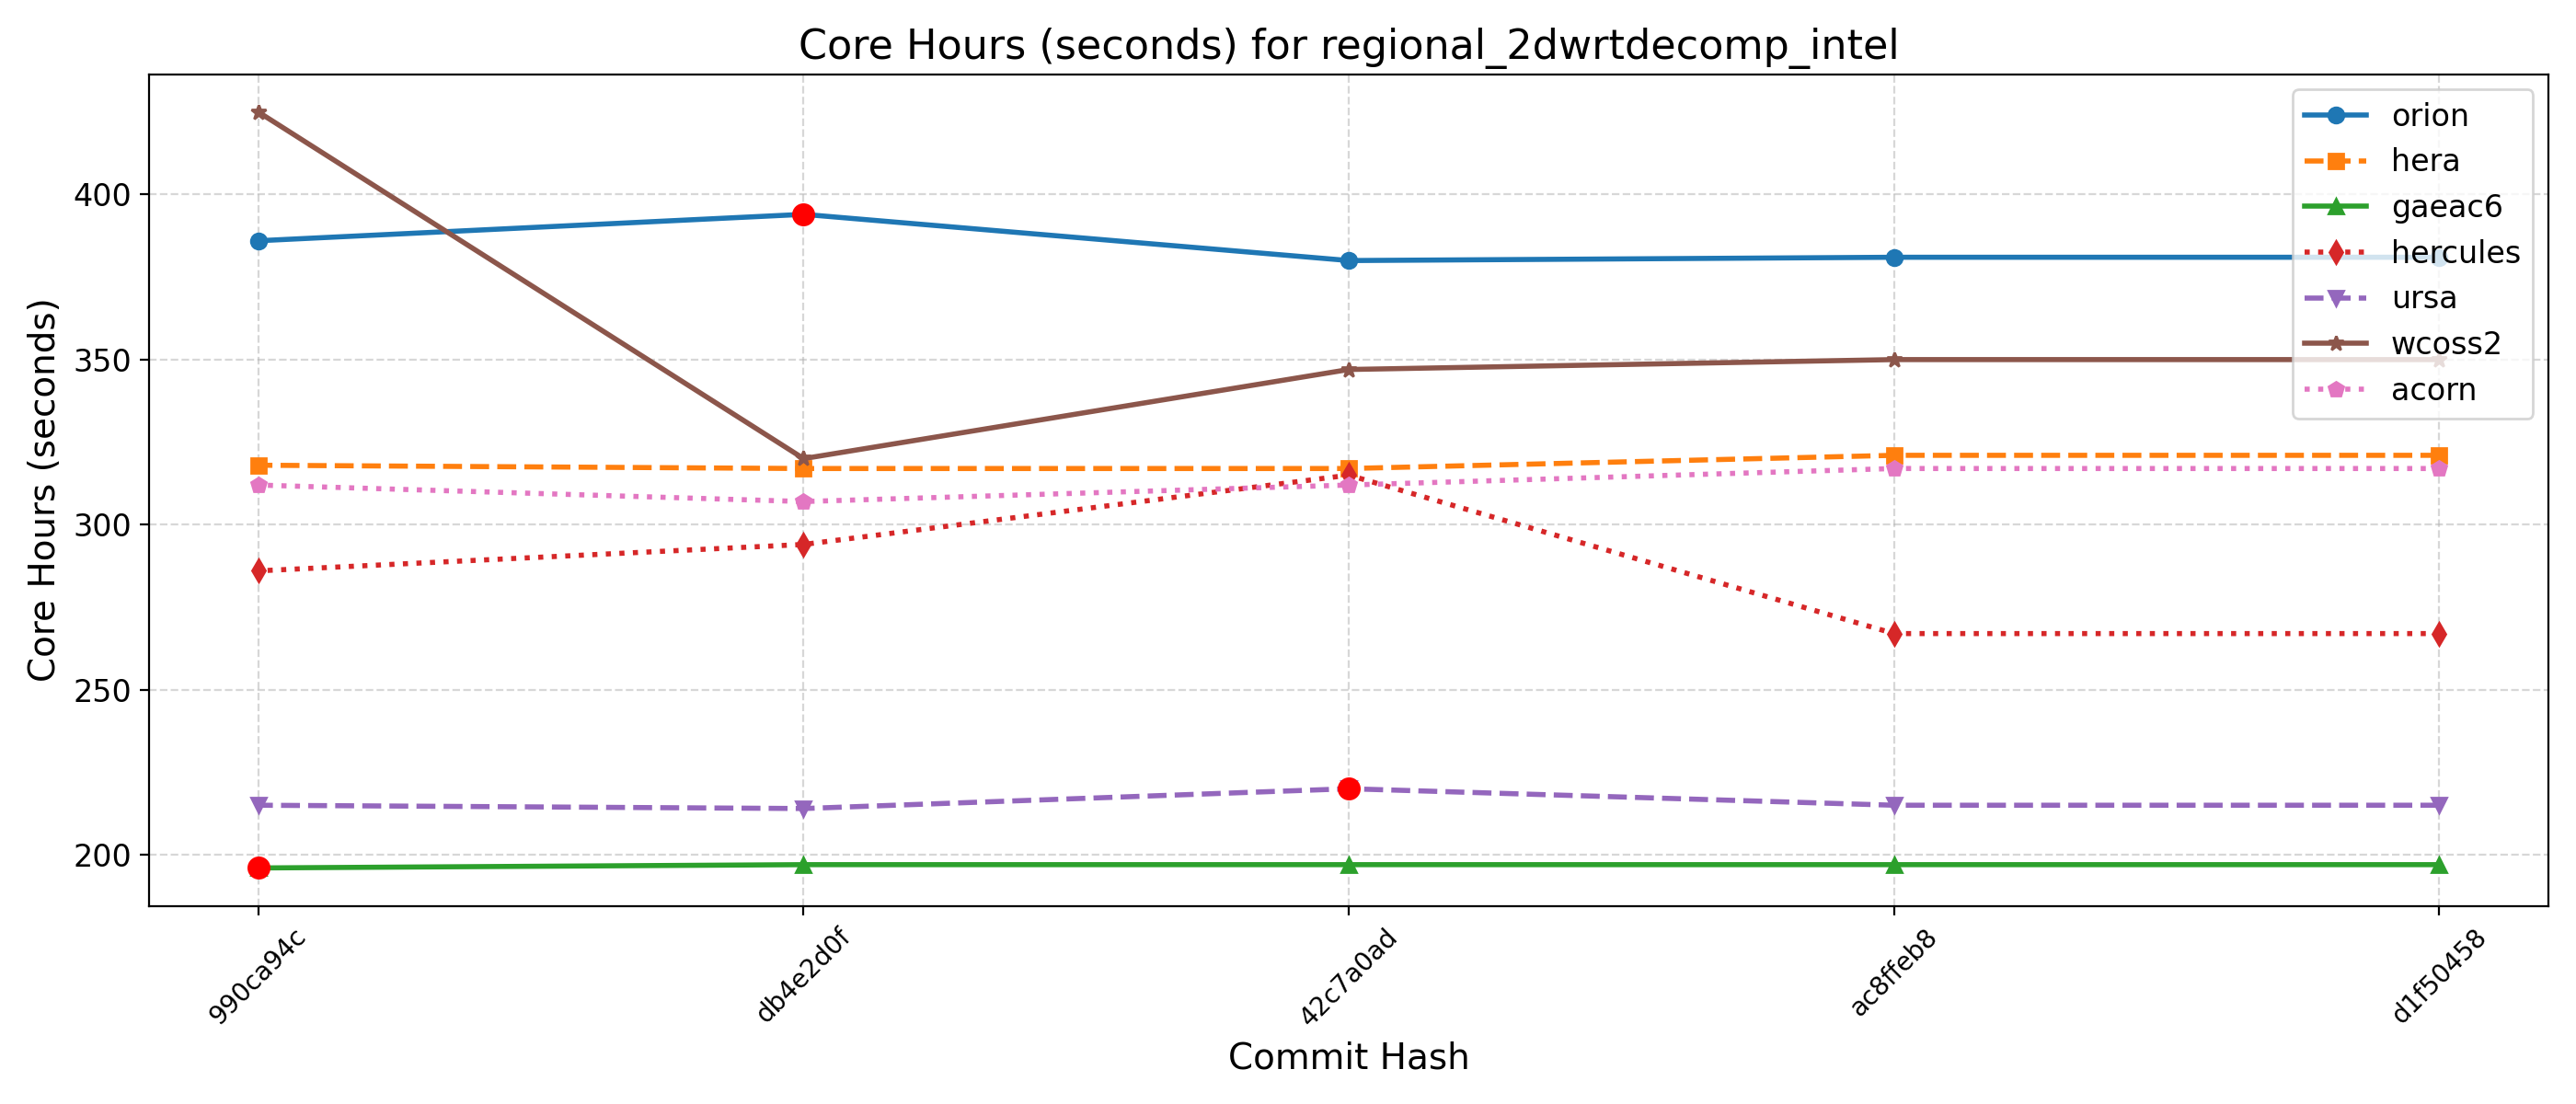 Core Hours (seconds) for regional_2dwrtdecomp_intel
Core Hours (seconds)
400
350
300
250
200
orion
hera
gaeac6
hercules
ursa
wcoss2
acorn
990ca94c
db4e2d0f
42c7a0ad
ac8ffeb8
d1f50458
Commit Hash